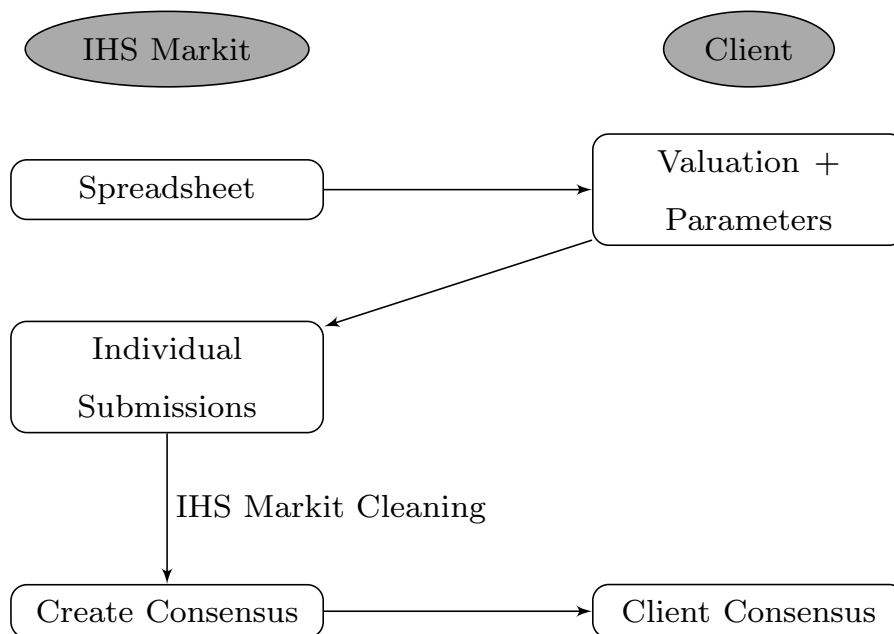 IHS Markit
Client
Spreadsheet
Valuation +
Parameters
Individual
Submissions
IHS Markit Cleaning
Create Consensus
Client Consensus